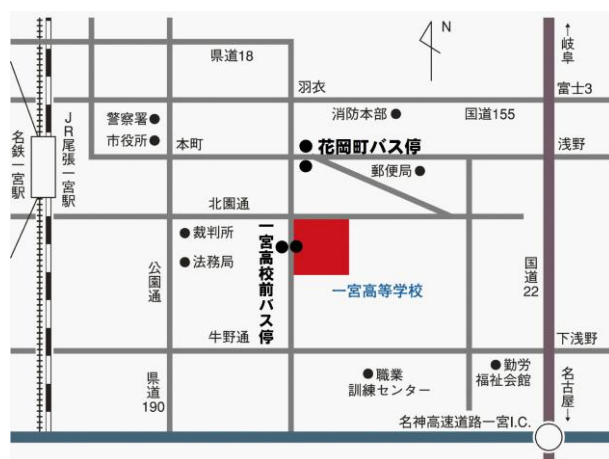 N
←岐阜
県道18
羽衣
富士3
警察署
消防本部
国道155
市役所
本町
花岡町バス停
浅野
名鉄一宮駅
JR尾張一宮駅
郵便局
北園通
裁判所
法務局
公園通
一宮高校前バス停
一宮高等学校
国道
22
牛野通
下浅野
県道
190
職業
訓練センター
勤労
福祉会館
名古屋→
名神高速道路一宮I.C.